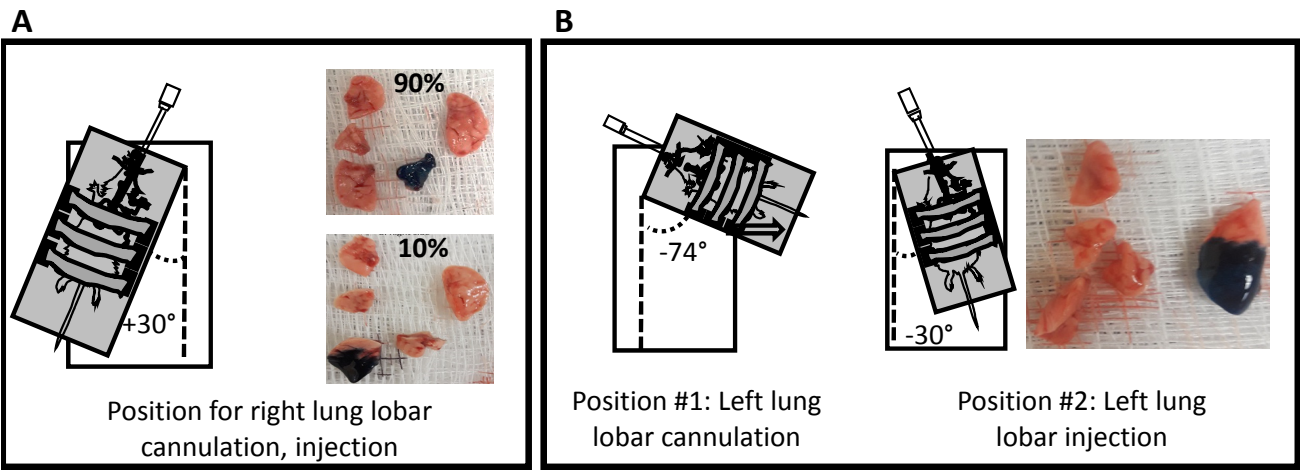 A
B
90%
10%
+30°
Position for right lung lobar
cannulation, injection
-74°
-30°
Position #1: Left lung
lobar cannulation
Position #2: Left lung
lobar injection